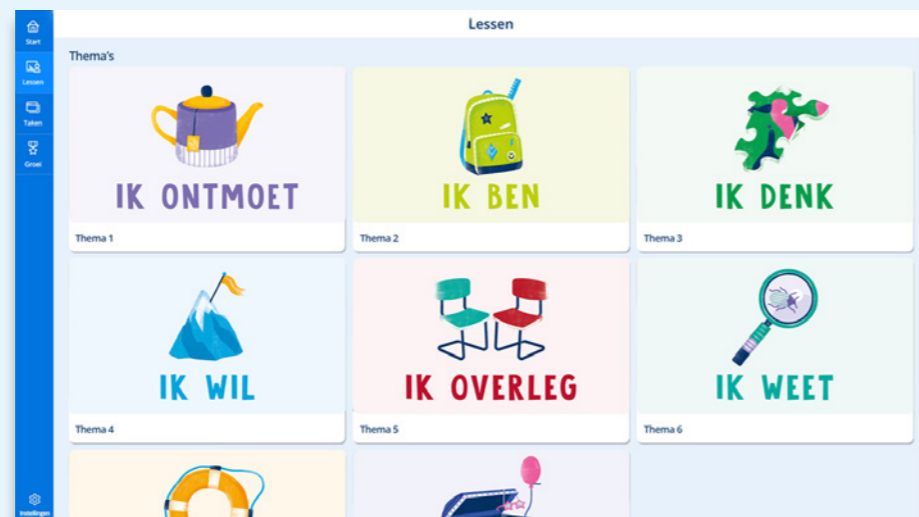 Lessen
Start
Lessen
Taken
Groei
Instellingen
Thema's
IK ONTMOET
Thema 1
IK BEN
Thema 2
IK DENK
Thema 3
IK WIL
Thema 4
IK OVERLEG
Thema 5
IK WEET
Thema 6